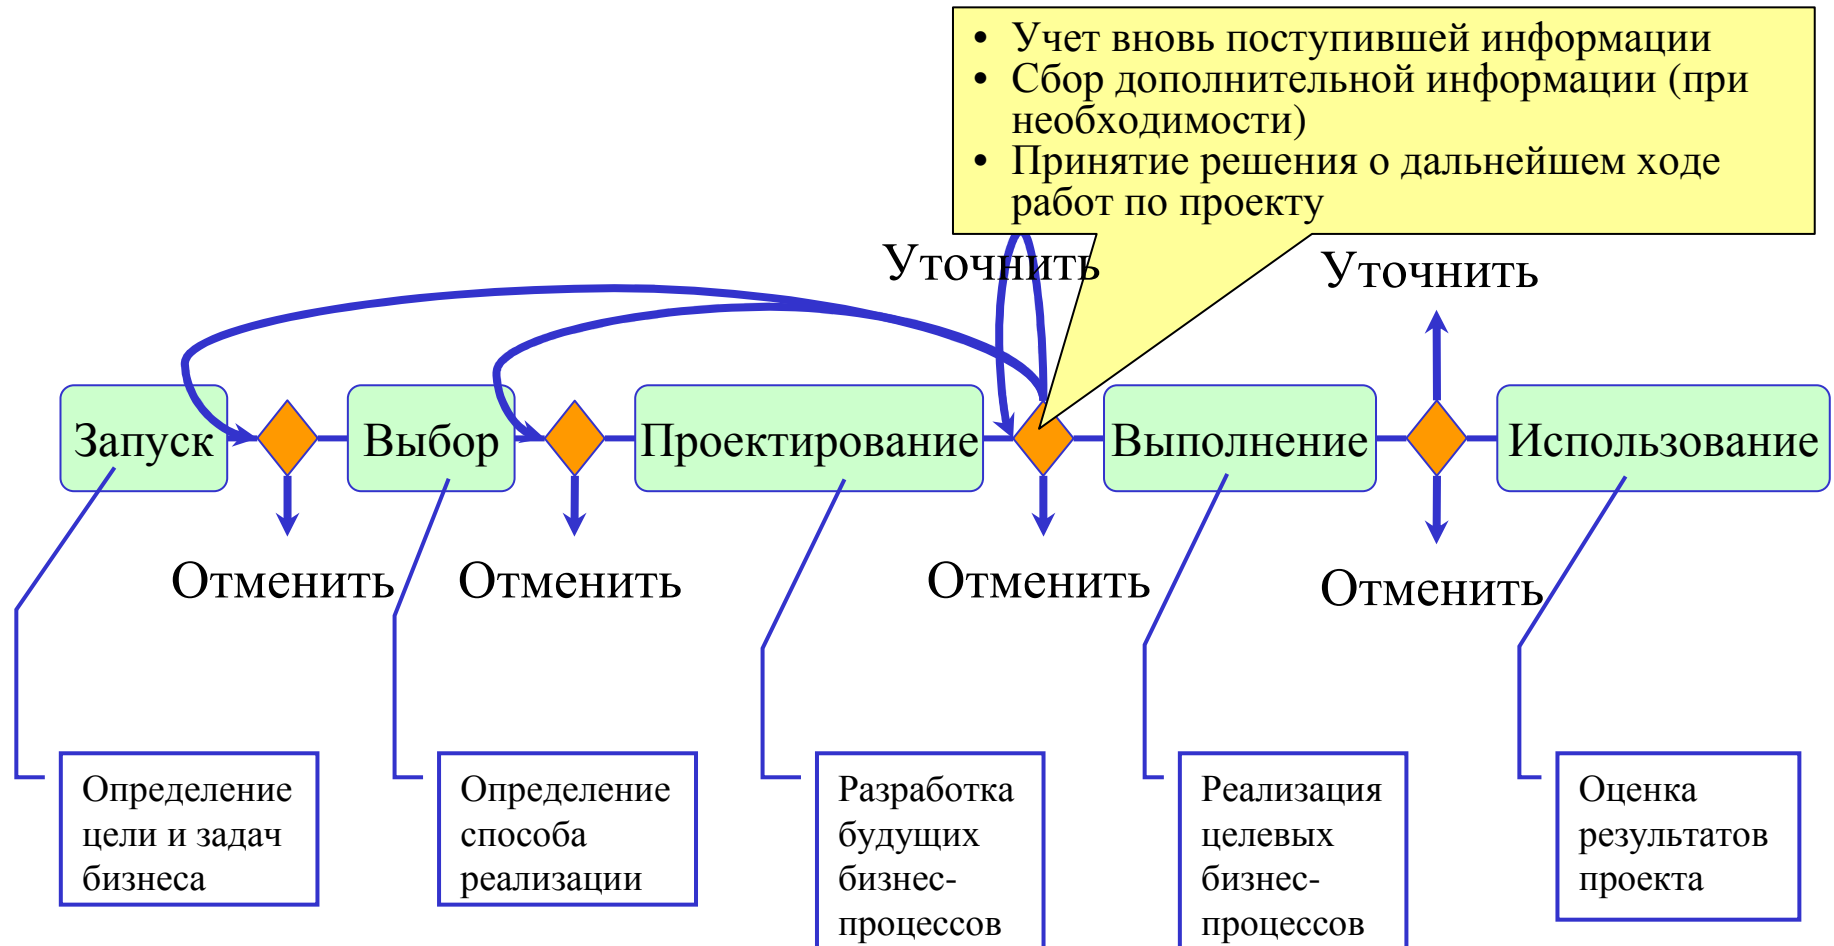 • Учет вновь поступившей информации
• Сбор дополнительной информации (при
необходимости)
• Принятие решения о дальнейшем ходе
работ по проекту
Уточнить
Уточнить
Запуск
Выбор
Проектирование
Выполнение
Использование
Отменить
Отменить
Отменить
Отменить
Определение
цели и задач
бизнеса
Определение
способа
реализации
Разработка
будущих
бизнес-
процессов
Реализация
целевых
бизнес-
процессов
Оценка
результатов
проекта